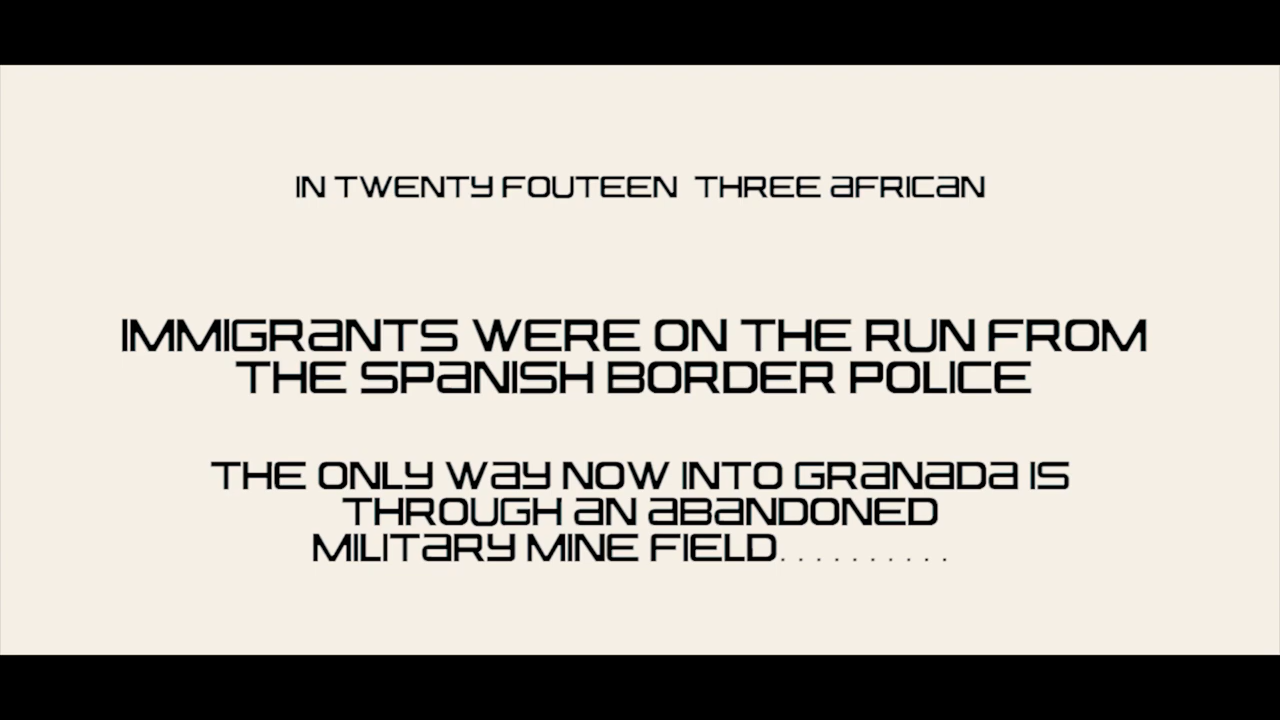 IN TWENTY FOUTEEN THREE AFRICAN
IMMIGRANTS WERE ON THE RUN FROM
THE SPANISH BORDER POLICE
THE ONLY WAY NOW INTO GRANADA IS
THROUGH AN ABANDONED
MILITARY MINE FIELD..........